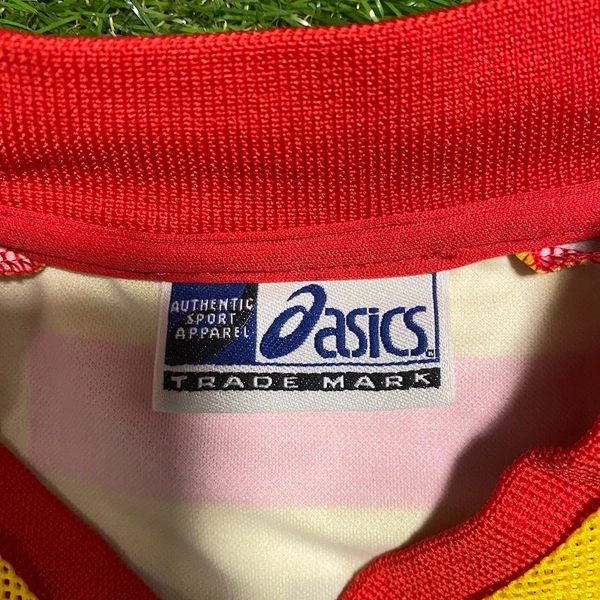 AUTHENTIC
SPORT
APPAREL
asics
TRADE MARK